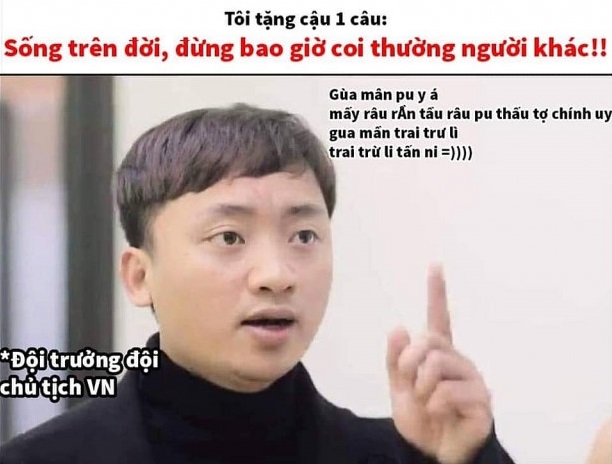 Tôi tặng cậu 1 câu:
Sống trên đời, đừng bao giờ coi thường người khác!!
Gùa mân pu y á
mấy râu rẤn tấu râu pu thấu tợ chính uy
gua mấn trai trư lì
trai trừ li tấn ni =))))
*Đội trưởng đội
chủ tịch VN